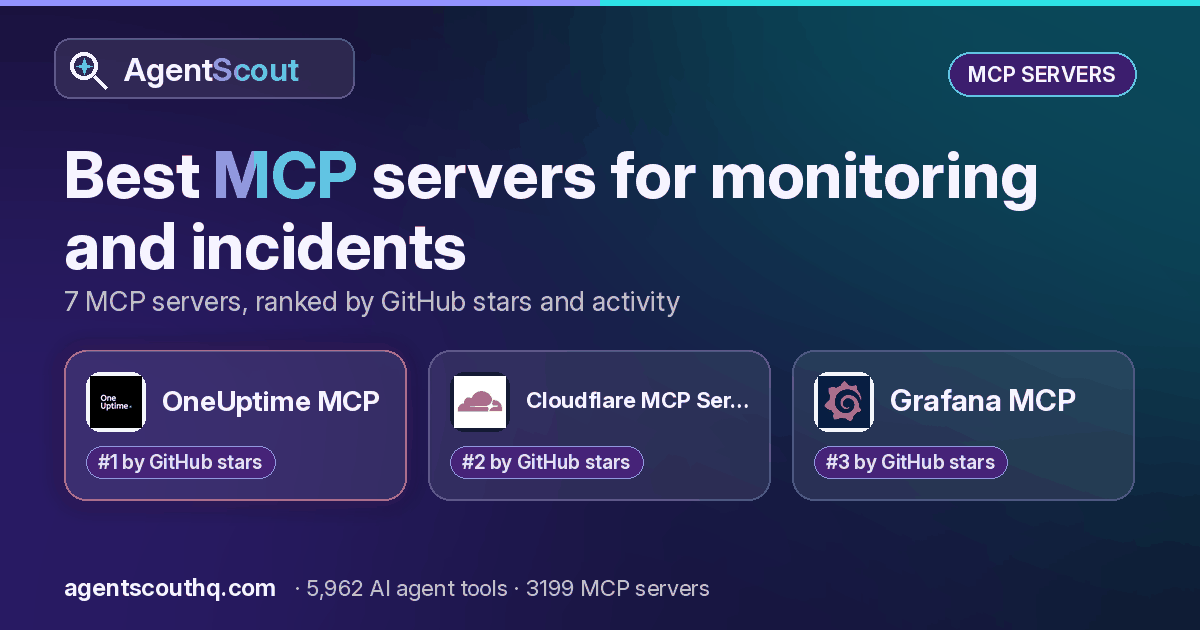 AgentScout
MCP SERVERS
Best MCP servers for monitoring
and incidents
7 MCP servers, ranked by GitHub stars and activity
One
Uptime
OneUptime MCP
Cloudflare MCP Ser...
Grafana MCP
#1 by GitHub stars
#2 by GitHub stars
#3 by GitHub stars
agentscouthq.com · 5,962 AI agent tools · 3199 MCP servers